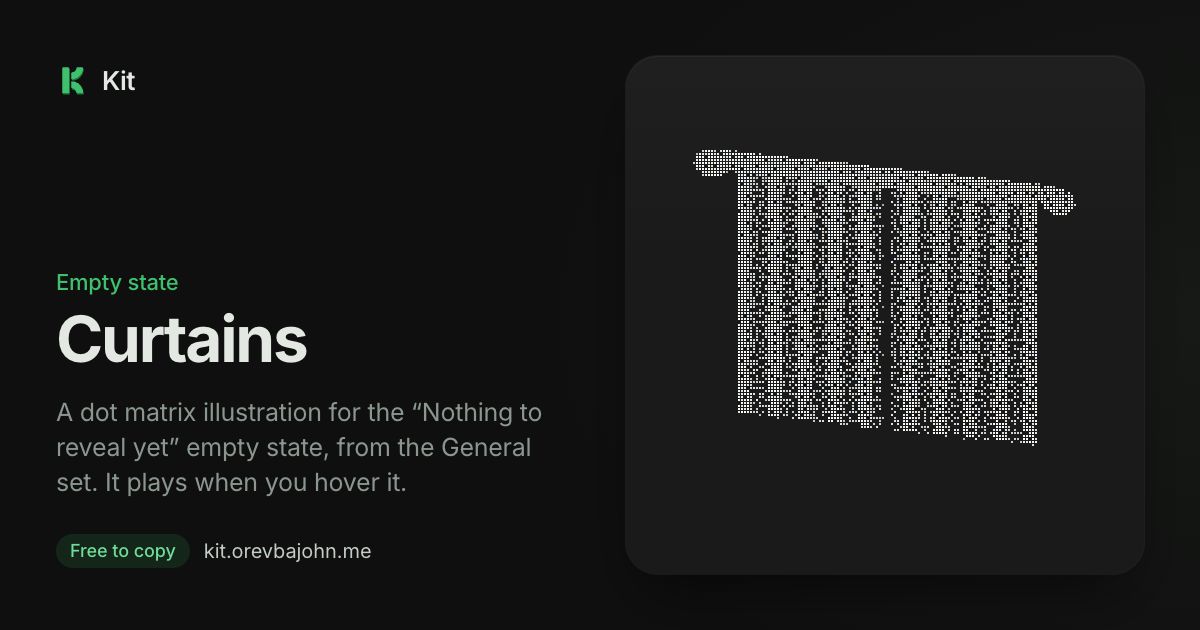 Kit
Empty state
Curtains
A dot matrix illustration for the “Nothing to
reveal yet” empty state, from the General
set. It plays when you hover it.
Free to copy
kit.orevbajohn.me